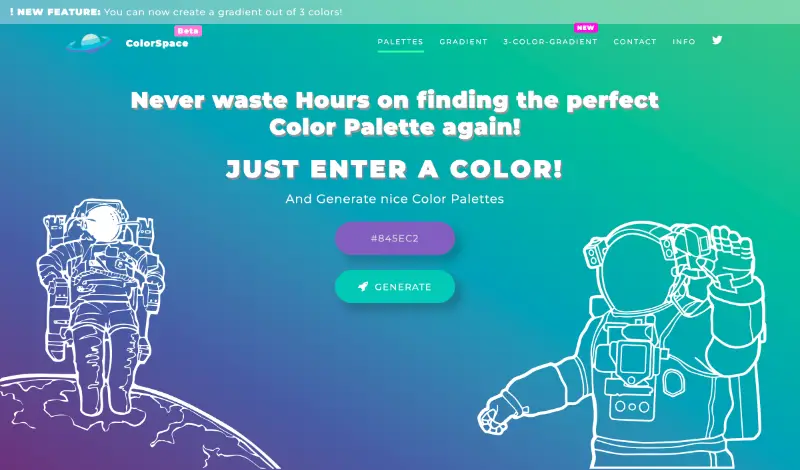 ! NEW FEATURE: You can now create a gradient out of 3 colors!
Beta
ColorSpace
NEW
PALETTES GRADIENT 3-COLOR-GRADIENT CONTACT INFO
Never waste Hours on finding the perfect
Color Palette again!
JUST ENTER A COLOR!
And Generate nice Color Palettes
#845EC2
GENERATE